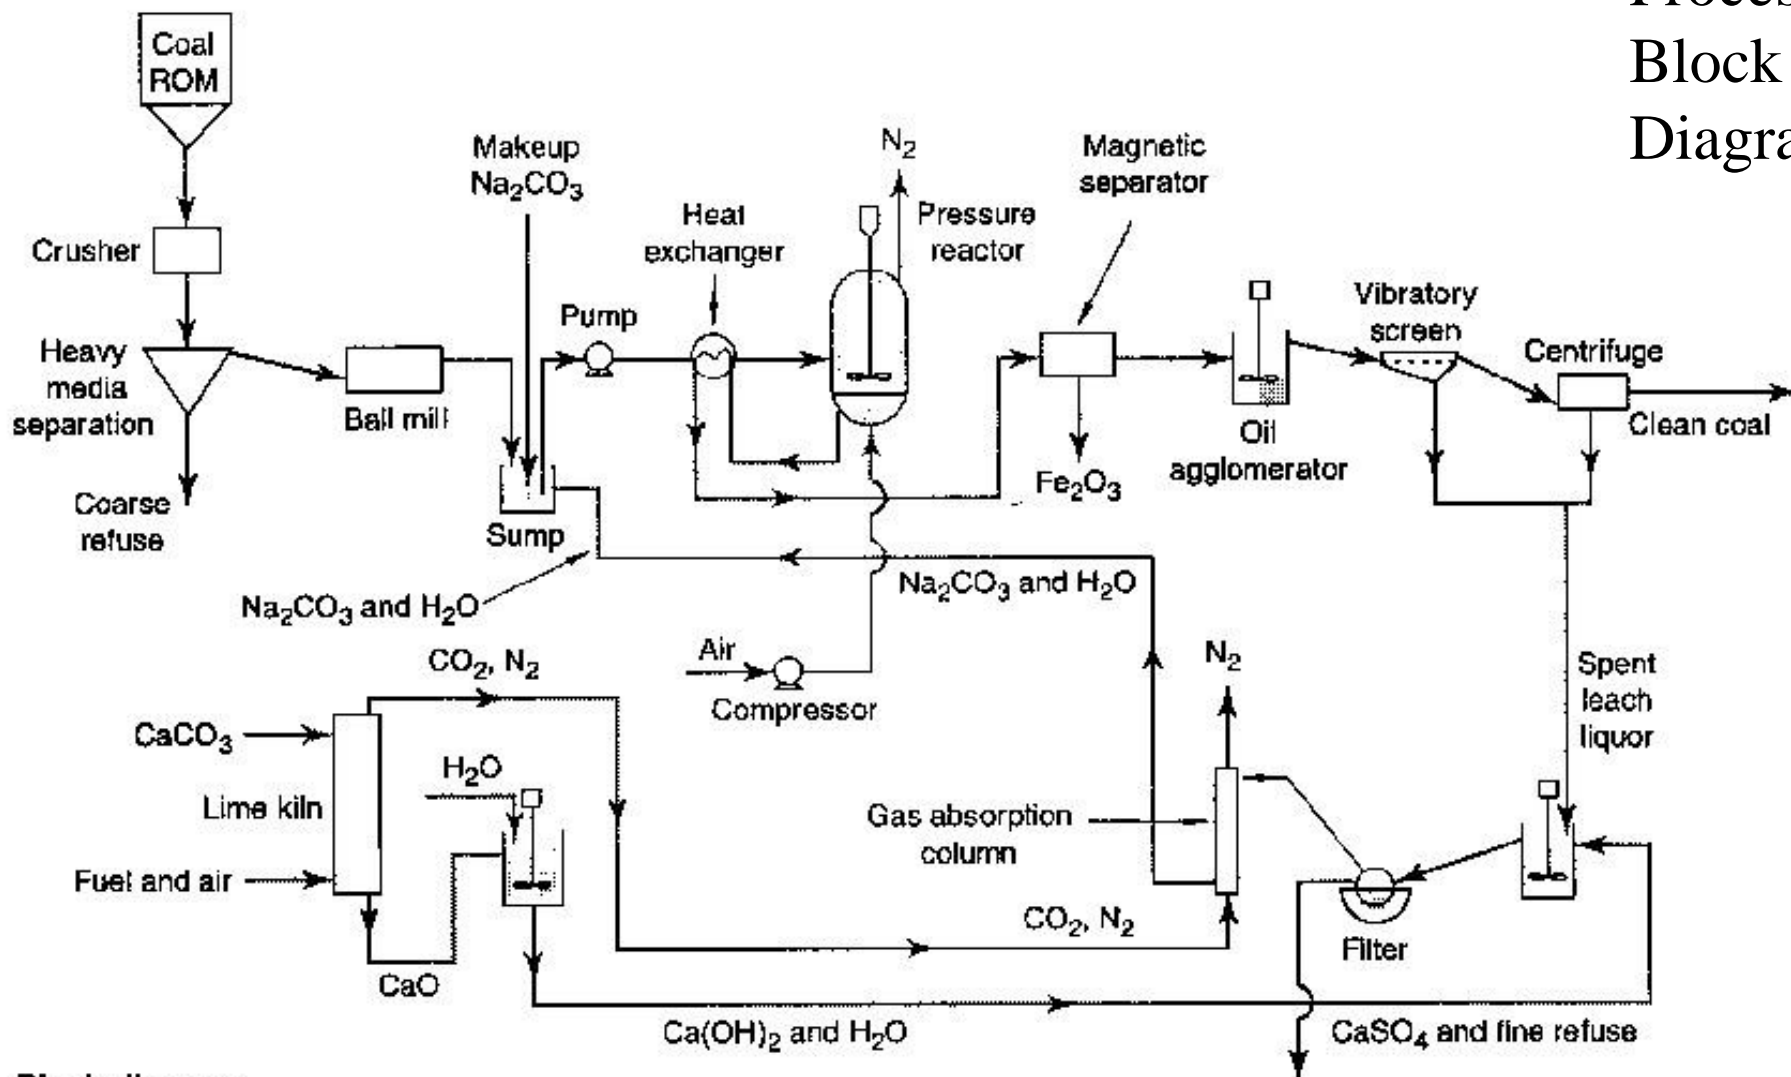 Block
Coal
ROM
Makeup
Na₂CO₃
N₂
Magnetic
separator
Heat
exchanger
Pressure
reactor
Crusher
Pump
Vibratory
screen
Centrifuge
Heavy
media
separation
Ball mill
Clean coal
Oil
agglomerator
Coarse
refuse
Fe₂O₃
Sump
Na₂CO₃ and H₂O
Na₂CO₃ and H₂O
Air
Compressor
CO₂, N₂
N₂
Spent
leach
liquor
CaCO₃
H₂O
Lime kiln
Gas absorption
column
Fuel and air
CO₂, N₂
Filter
CaO
Ca(OH)₂ and H₂O
CaSO₄ and fine refuse